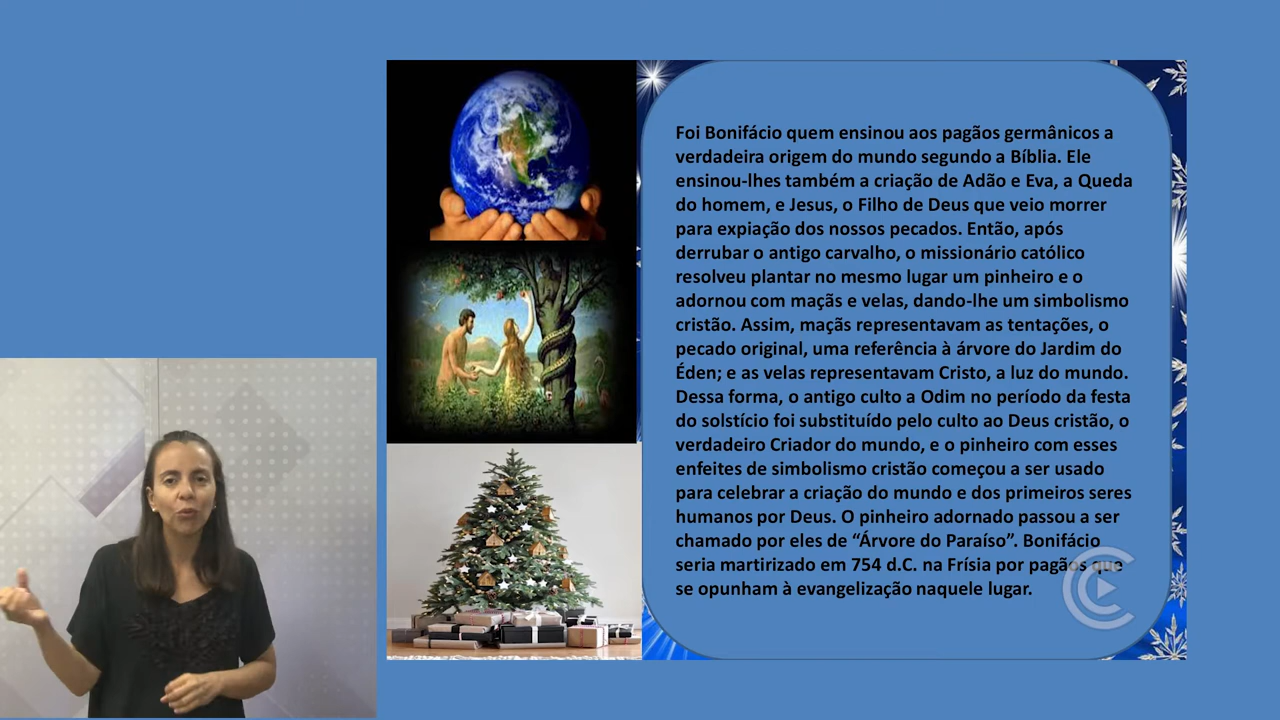 Foi Bonifácio quem ensinou aos pagãos germânicos a
verdadeira origem do mundo segundo a Bíblia. Ele
ensinou-lhes também a criação de Adão e Eva, a Queda
do homem, e Jesus, o Filho de Deus que veio morrer
para expiação dos nossos pecados. Então, após
derrubar o antigo carvalho, o missionário católico
resolveu plantar no mesmo lugar um pinheiro e o
adornou com maçãs e velas, dando-lhe um simbolismo
cristão. Assim, maçãs representavam as tentações, o
pecado original, uma referência à árvore do Jardim do
Éden; e as velas representavam Cristo, a luz do mundo.
Dessa forma, o antigo culto a Odim no período da festa
do solstício foi substituído pelo culto ao Deus cristão, o
verdadeiro Criador do mundo, e o pinheiro com esses
enfeites de simbolismo cristão começou a ser usado
para celebrar a criação do mundo e dos primeiros seres
humanos por Deus. O pinheiro adornado passou a ser
chamado por eles de “Árvore do Paraíso”. Bonifácio
seria martirizado em 754 d.C. na Frísia por pagãos que
se opunham à evangelização naquele lugar.